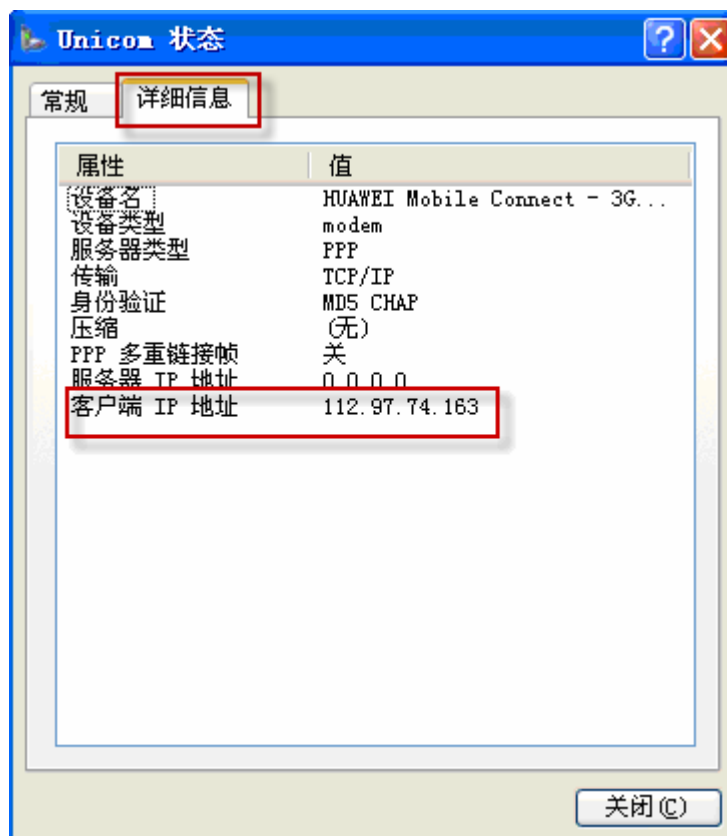 Unicom 状态
常规 详细信息
属性 值
设备名 HUAWEI Mobile Connect - 3G...
设备类型 modem
服务器类型 PPP
传输 TCP/IP
身份验证 MD5 CHAP
压缩 (无)
PPP 多重链接帧 关
服务器 IP 地址 0.0.0.0
客户端 IP 地址 112.97.74.163
关闭(C)